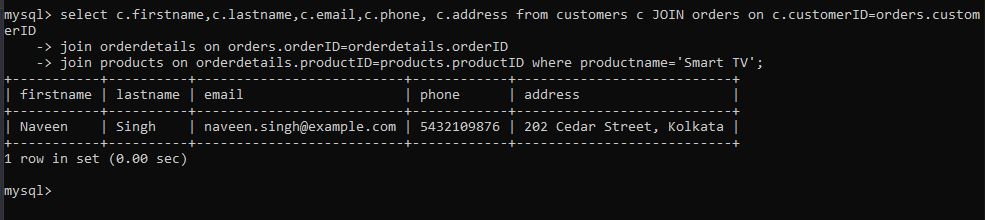 mysql> select c.firstname,c.lastname,c.email,c.phone, c.address from customers c JOIN orders on c.customerID=orders.custom
erID
    -> join orderdetails on orders.orderID=orderdetails.orderID
    -> join products on orderdetails.productID=products.productID where productname='Smart TV';
+-----------+----------+--------------------------+------------+---------------------------+
| firstname | lastname | email                    | phone      | address                   |
+-----------+----------+--------------------------+------------+---------------------------+
| Naveen    | Singh    | naveen.singh@example.com | 5432109876 | 202 Cedar Street, Kolkata |
+-----------+----------+--------------------------+------------+---------------------------+
1 row in set (0.00 sec)

mysql>